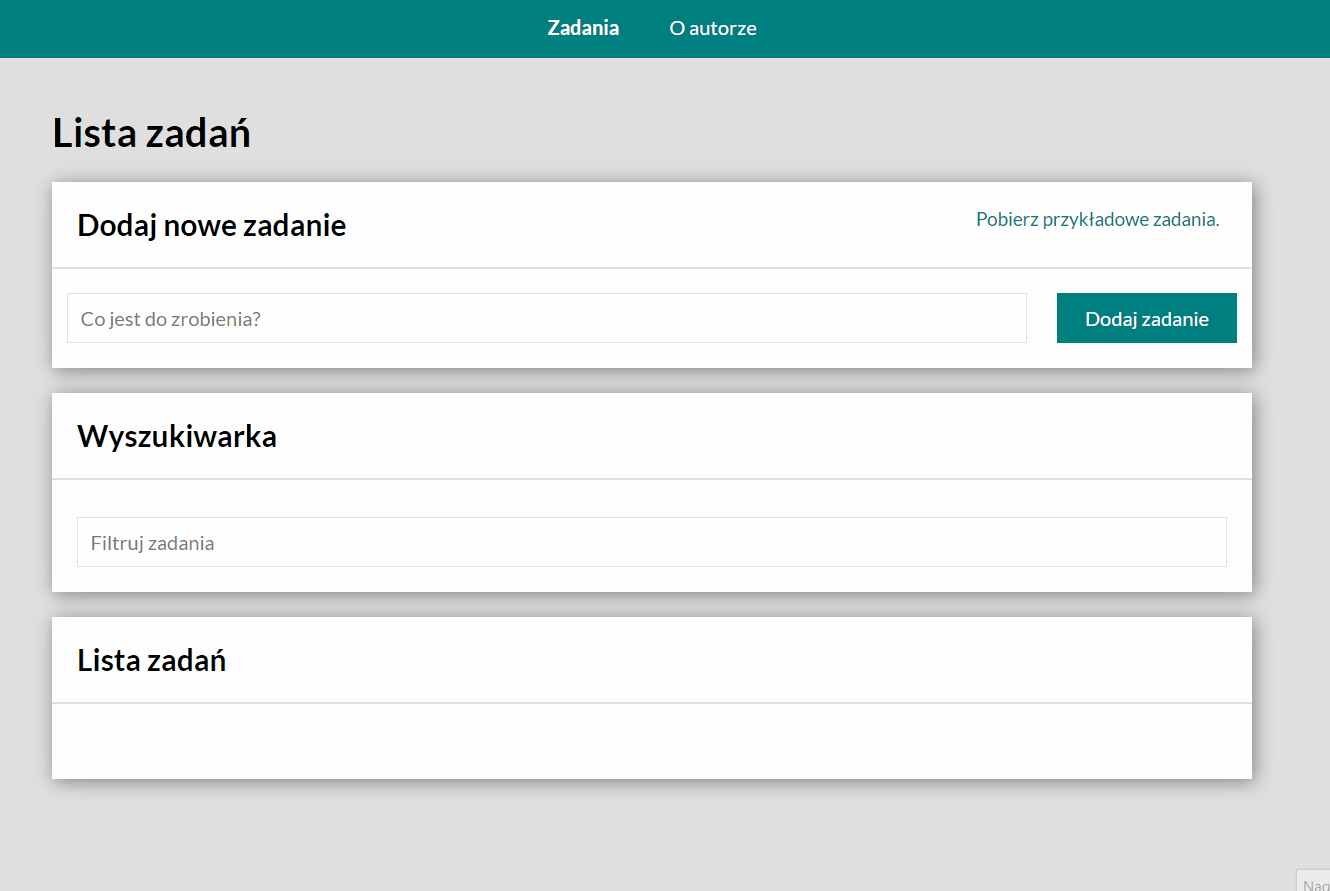 Zadania O autorze
Lista zadań
Dodaj nowe zadanie Pobierz przykładowe zadania.
Co jest do zrobienia? Dodaj zadanie
Wyszukiwarka
Filtruj zadania
Lista zadań